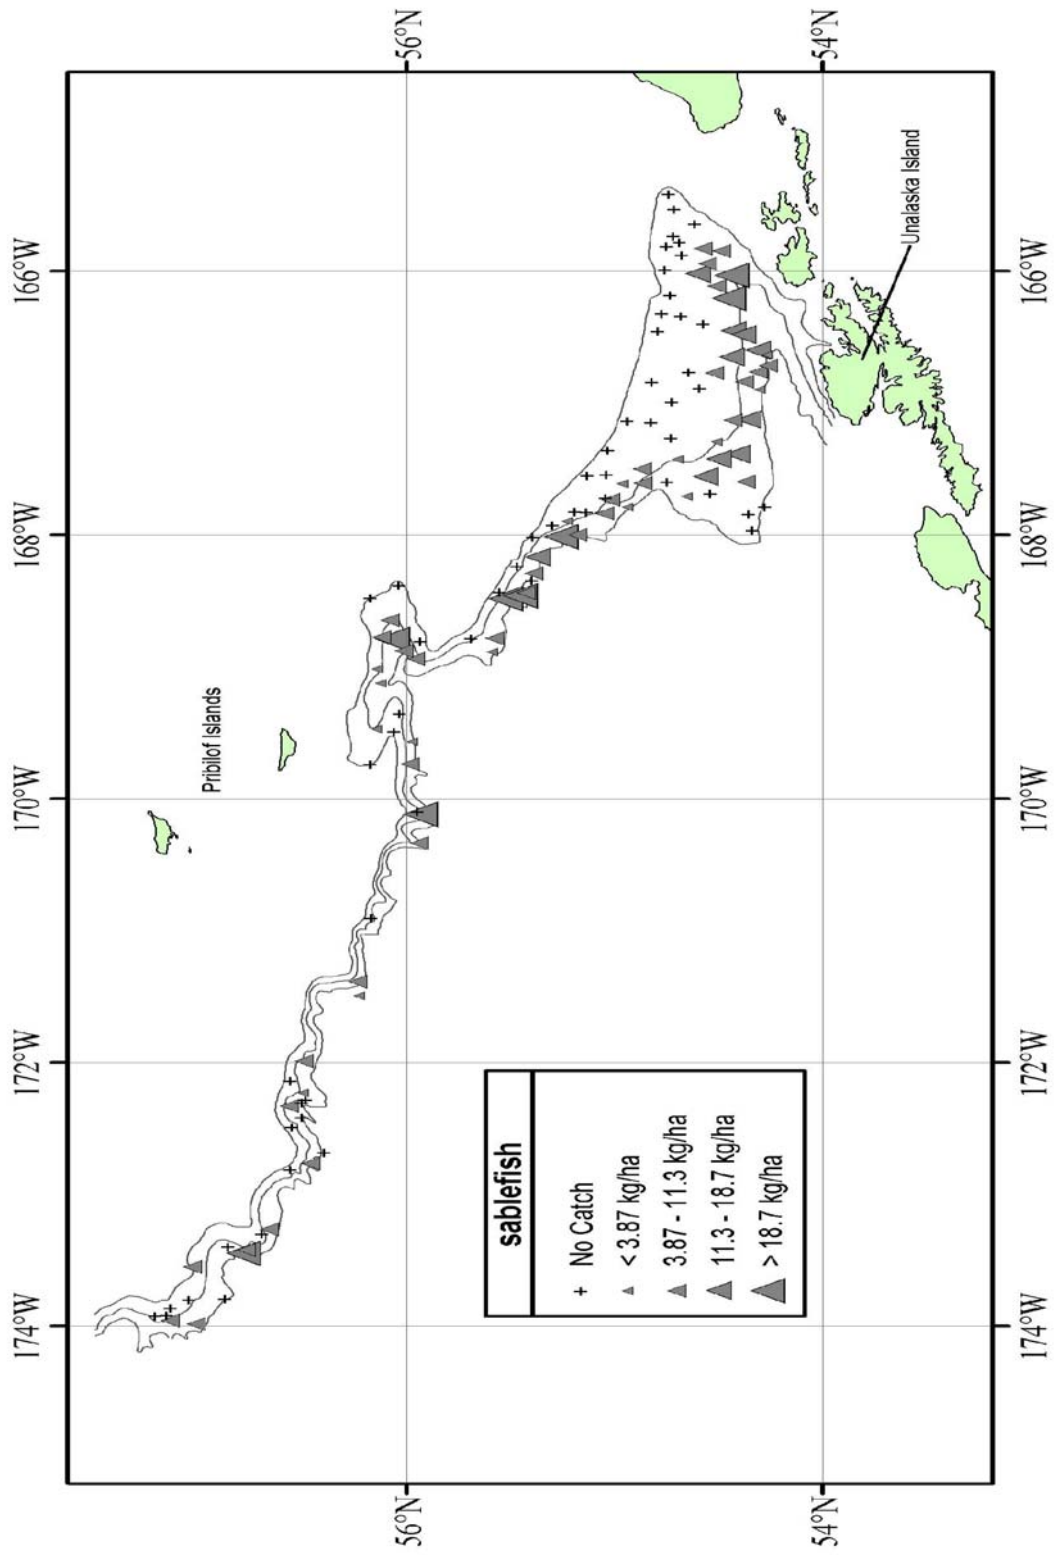 174°W
172°W
170°W
168°W
166°W
56°N
56°N
54°N
54°N
Pribilof Islands
Unalaska Island
sablefish
No Catch
< 3.87 kg/ha
3.87 - 11.3 kg/ha
11.3 - 18.7 kg/ha
> 18.7 kg/ha
174°W
172°W
170°W
168°W
166°W